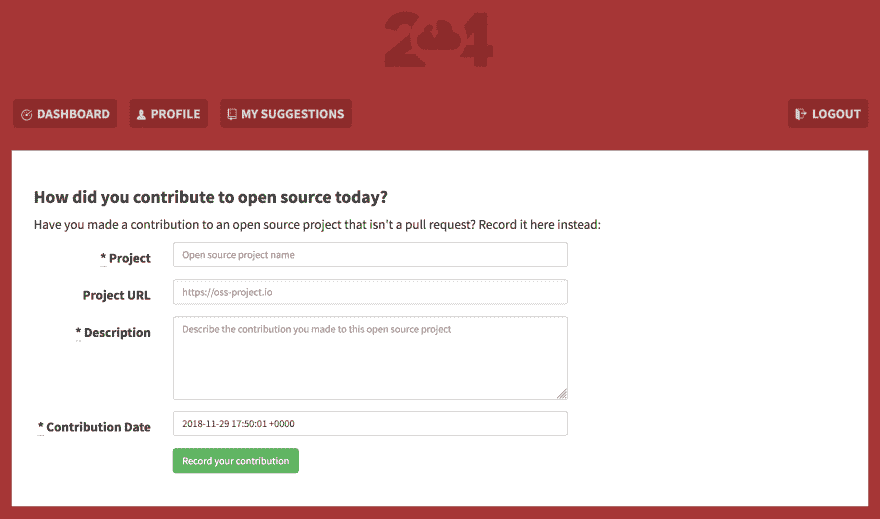 24
DASHBOARD PROFILE MY SUGGESTIONS LOGOUT
How did you contribute to open source today?
Have you made a contribution to an open source project that isn't a pull request? Record it here instead:
* Project Open source project name
Project URL https://oss-project.io
* Description Describe the contribution you made to this open source project
* Contribution Date 2018-11-29 17:50:01 +0000
Record your contribution